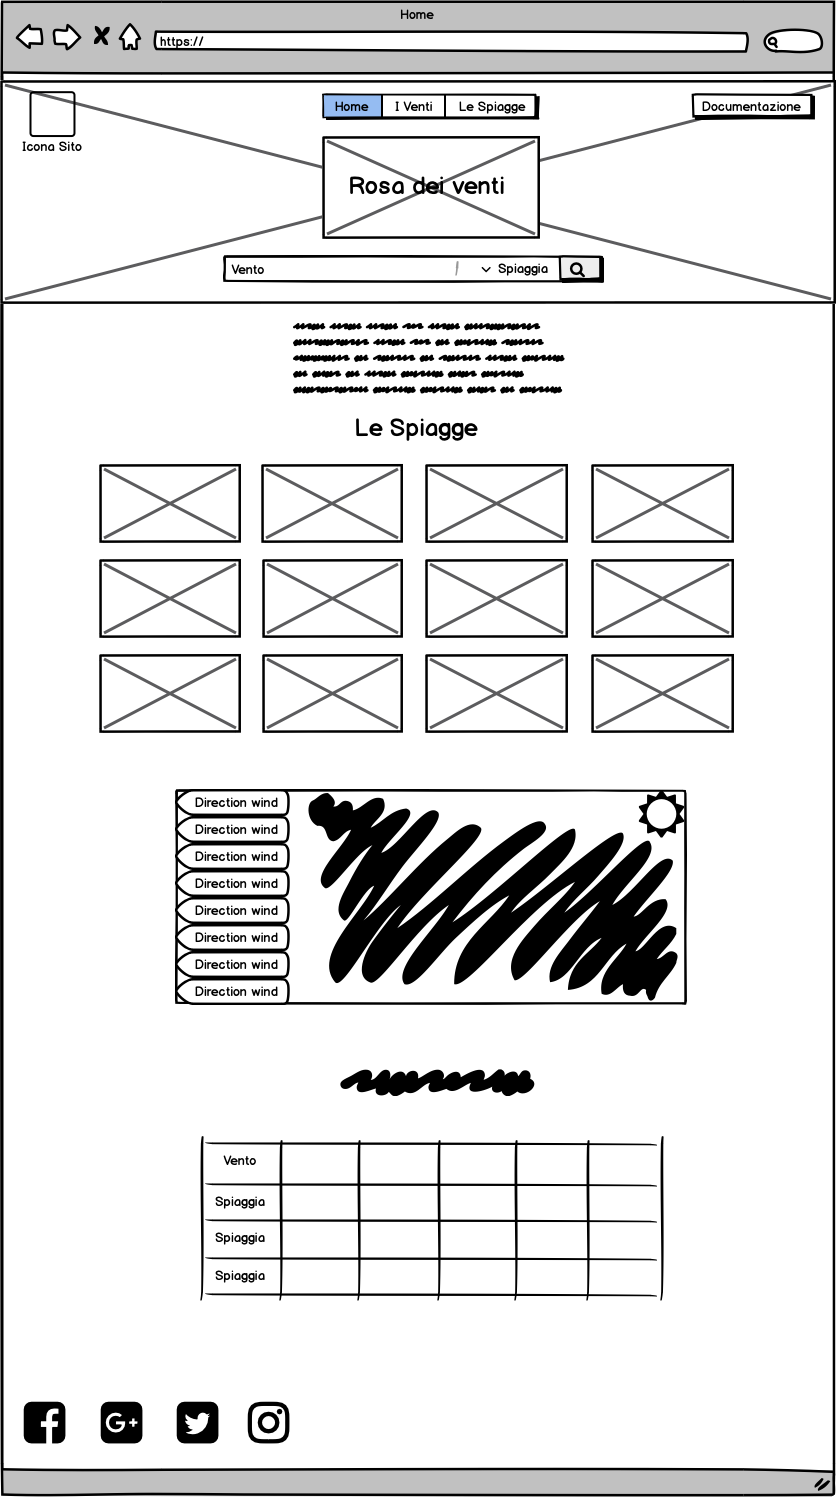 Home
https://
Home I Venti Le Spiagge
Documentazione
Icona Sito
Rosa dei venti
Vento Spiaggia
Le Spiagge
Direction wind
Direction wind
Direction wind
Direction wind
Direction wind
Direction wind
Direction wind
Direction wind
Vento
Spiaggia
Spiaggia
Spiaggia
G+